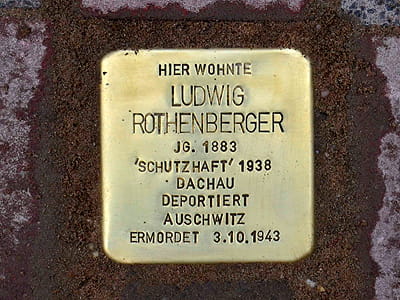 HIER WOHNTE
LUDWIG
ROTHENBERGER
JG. 1883
'SCHUTZHAFT' 1938
DACHAU
DEPORTIERT
AUSCHWITZ
ERMORDET 3.10.1943